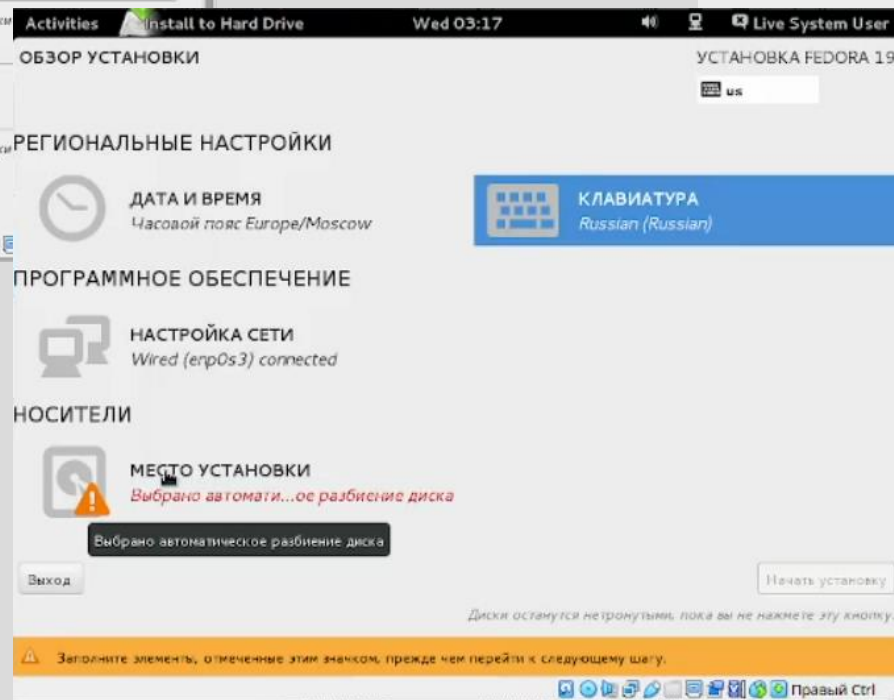 Activities Install to Hard Drive Wed 03:17 Live System User
ОБЗОР УСТАНОВКИ УСТАНОВКА FEDORA 19
us
РЕГИОНАЛЬНЫЕ НАСТРОЙКИ
ДАТА И ВРЕМЯ КЛАВИАТУРА
Часовой пояс Europe/Moscow Russian (Russian)
ПРОГРАММНОЕ ОБЕСПЕЧЕНИЕ
НАСТРОЙКА СЕТИ
Wired (enp0s3) connected
НОСИТЕЛИ
МЕСТО УСТАНОВКИ
Выбрано автомати...ое разбиение диска
Выбрано автоматическое разбиение диска
Выход Начать установку
Диски останутся нетронутыми, пока вы не нажмете эту кнопку.
Заполните элементы, отмеченные этим значком, прежде чем перейти к следующему шагу.
Правый Ctrl